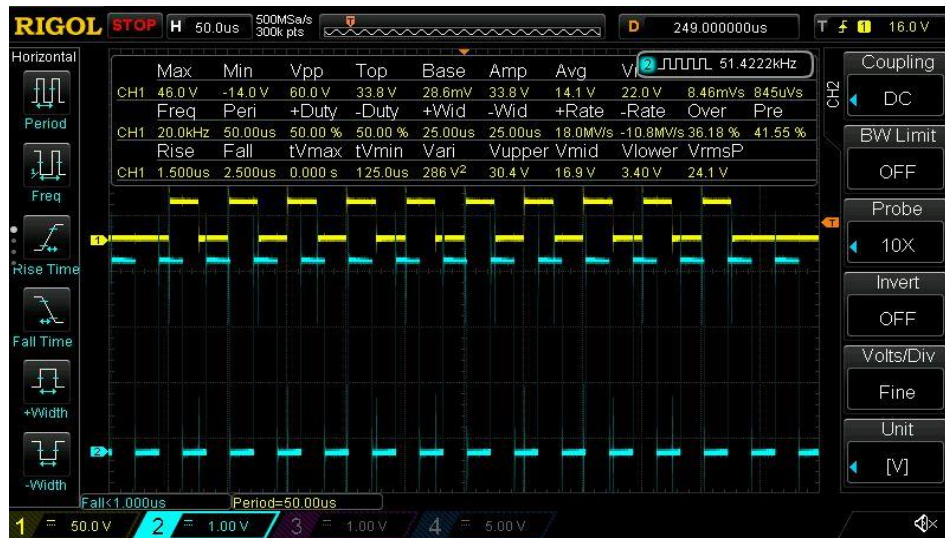 RIGOL STOP H 50.0us 500MSa/s 300k pts D 249.000000us T 1 16.0 V
Horizontal
Period
Freq
Rise Time
Fall Time
+Width
-Width
2 51.4222kHz
Max Min Vpp Top Base Amp Avg
CH1 46.0 V -14.0 V 60.0 V 33.8 V 28.6mV 33.8 V 14.1 V 22.0 V 8.46mVs 845uVs
Freq Peri +Duty -Duty +Wid -Wid +Rate -Rate Over Pre
CH1 20.0kHz 50.00us 50.00 % 50.00 % 25.00us 25.00us 18.0MV/s -10.8MV/s 36.18 % 41.55 %
Rise Fall tVmax tVmin Vari Vupper Vmid Vlower VrmsP
CH1 1.500us 2.500us 0.000 s 125.0us 286 V² 30.4 V 16.9 V 3.40 V 24.1 V
1
T
2
CH2
Coupling
DC
BW Limit
OFF
Probe
10X
Invert
OFF
Volts/Div
Fine
Unit
[V]
Fall<1.000us Period=50.00us
1 = 50.0 V 2 = 1.00 V 3 = 1.00 V 4 = 5.00 V